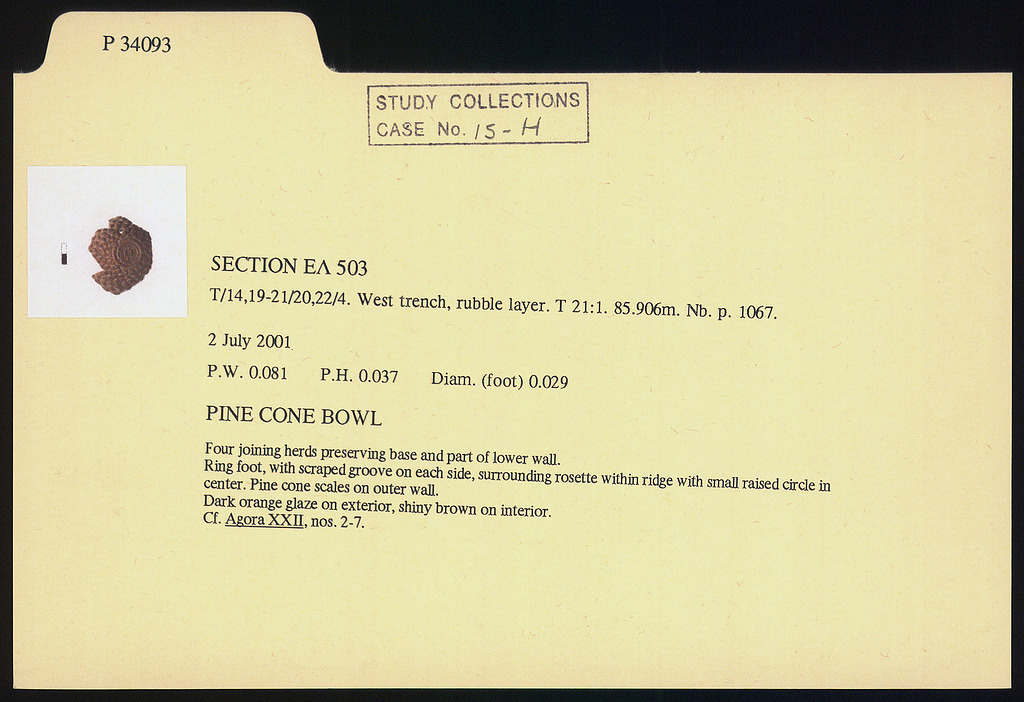 P 34093
STUDY COLLECTIONS
CASE No. 15-H
SECTION ΕΛ 503
T/14,19-21/20,22/4. West trench, rubble layer. T 21:1. 85.906m. Nb. p. 1067.
2 July 2001
P.W. 0.081 P.H. 0.037 Diam. (foot) 0.029
PINE CONE BOWL
Four joining herds preserving base and part of lower wall.
Ring foot, with scraped groove on each side, surrounding rosette within ridge with small raised circle in
center. Pine cone scales on outer wall.
Dark orange glaze on exterior, shiny brown on interior.
Cf. Agora XXII, nos. 2-7.